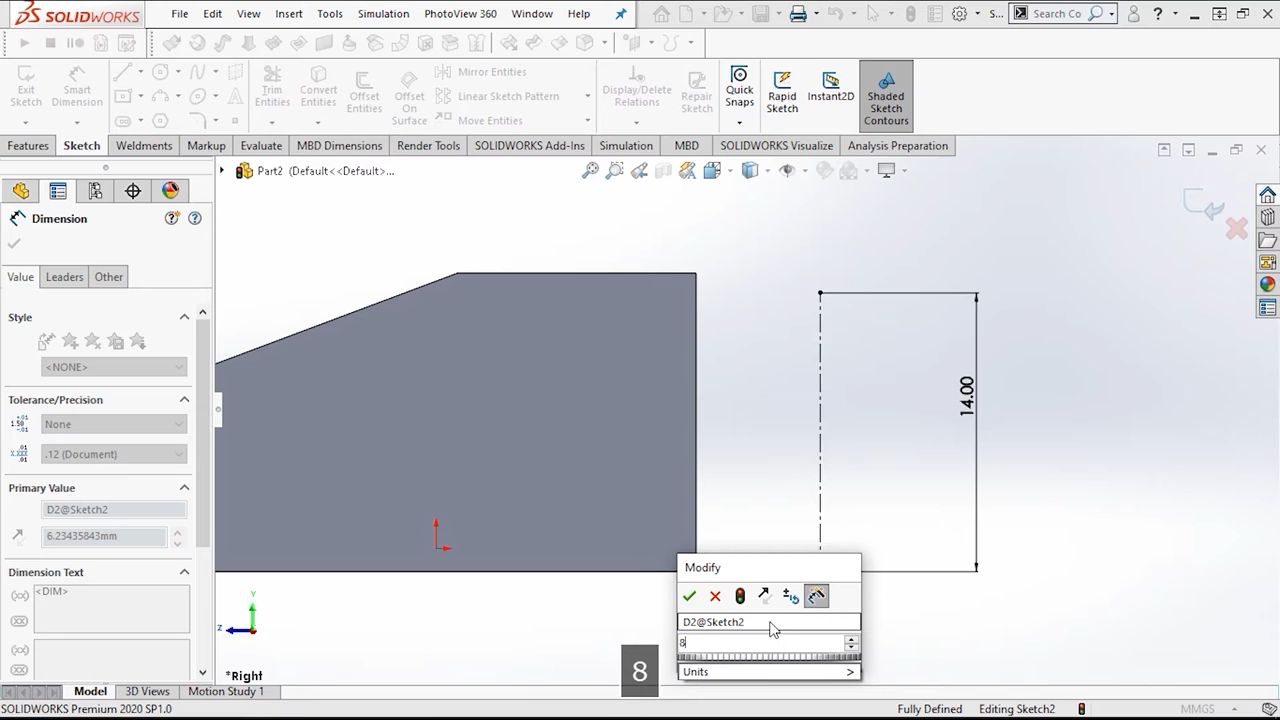 SOLIDWORKS File Edit View Insert Tools Simulation PhotoView 360 Window Help S... Search Co ?
Exit Sketch Smart Dimension Trim Entities Convert Entities Offset Entities Offset On Surface Mirror Entities Linear Sketch Pattern Move Entities Display/Delete Relations Repair Sketch Quick Snaps Rapid Sketch Instant2D Shaded Sketch Contours
Features Sketch Weldments Markup Evaluate MBD Dimensions Render Tools SOLIDWORKS Add-Ins Simulation MBD SOLIDWORKS Visualize Analysis Preparation
Part2 (Default<<Default>...
Dimension
Value Leaders Other
Style
<NONE>
Tolerance/Precision
None
.12 (Document)
Primary Value
D2@Sketch2
6.23435843mm
Dimension Text
<DIM>
14.00
Modify
D2@Sketch2
8
Units >
8
Y
Z
*Right
Model 3D Views Motion Study 1
SOLIDWORKS Premium 2020 SP1.0 Fully Defined Editing Sketch2 MMGS